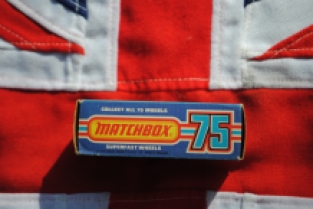 COLLECT ALL 75 MODELS
MATCHBOX 75
SUPERFAST WHEELS